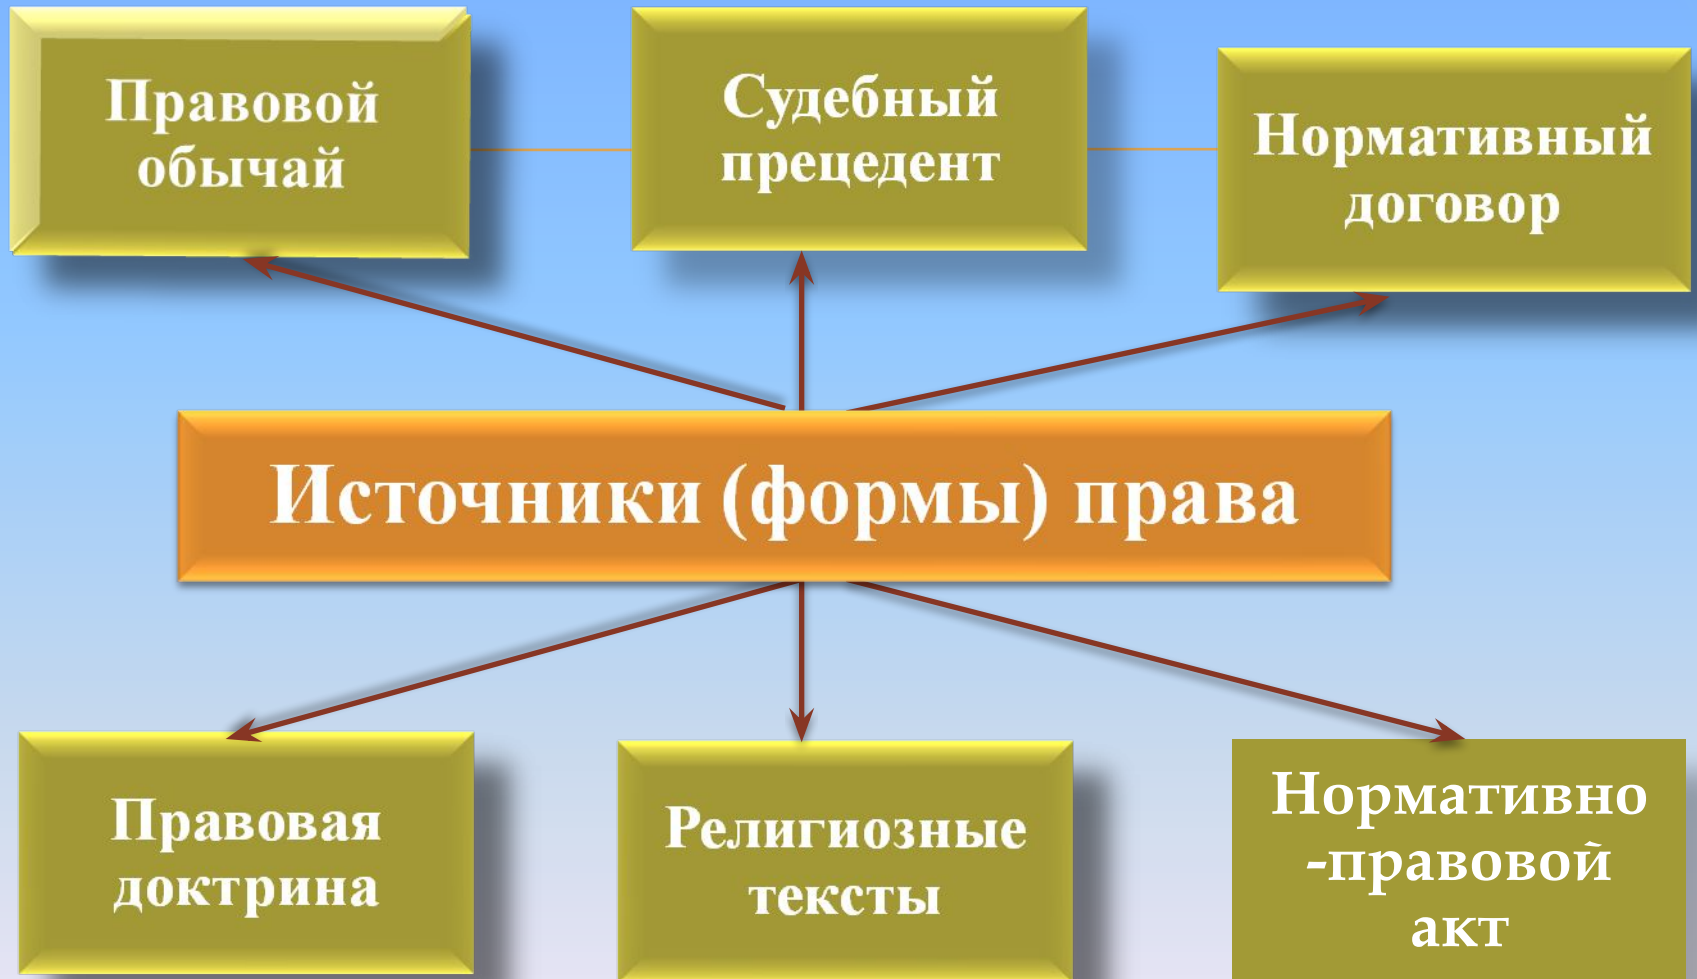 Правовой
обычай
Судебный
прецедент
Нормативный
договор
Источники (формы) права
Правовая
доктрина
Религиозные
тексты
Нормативно
-правовой
акт